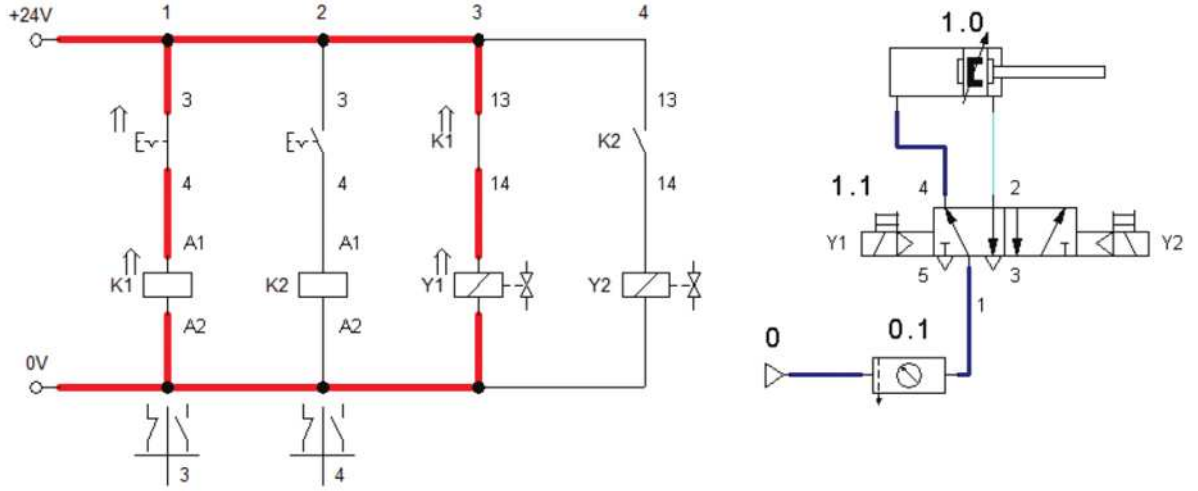 1 2 3 4
+24V
3 3 13 13
K1 K2
4 4 14 14
A1 A1
K1 K2 Y1 Y2
A2 A2
0V
3 4
1.0
1.1 4 2
Y1 Y2
5 3
1
0 0.1